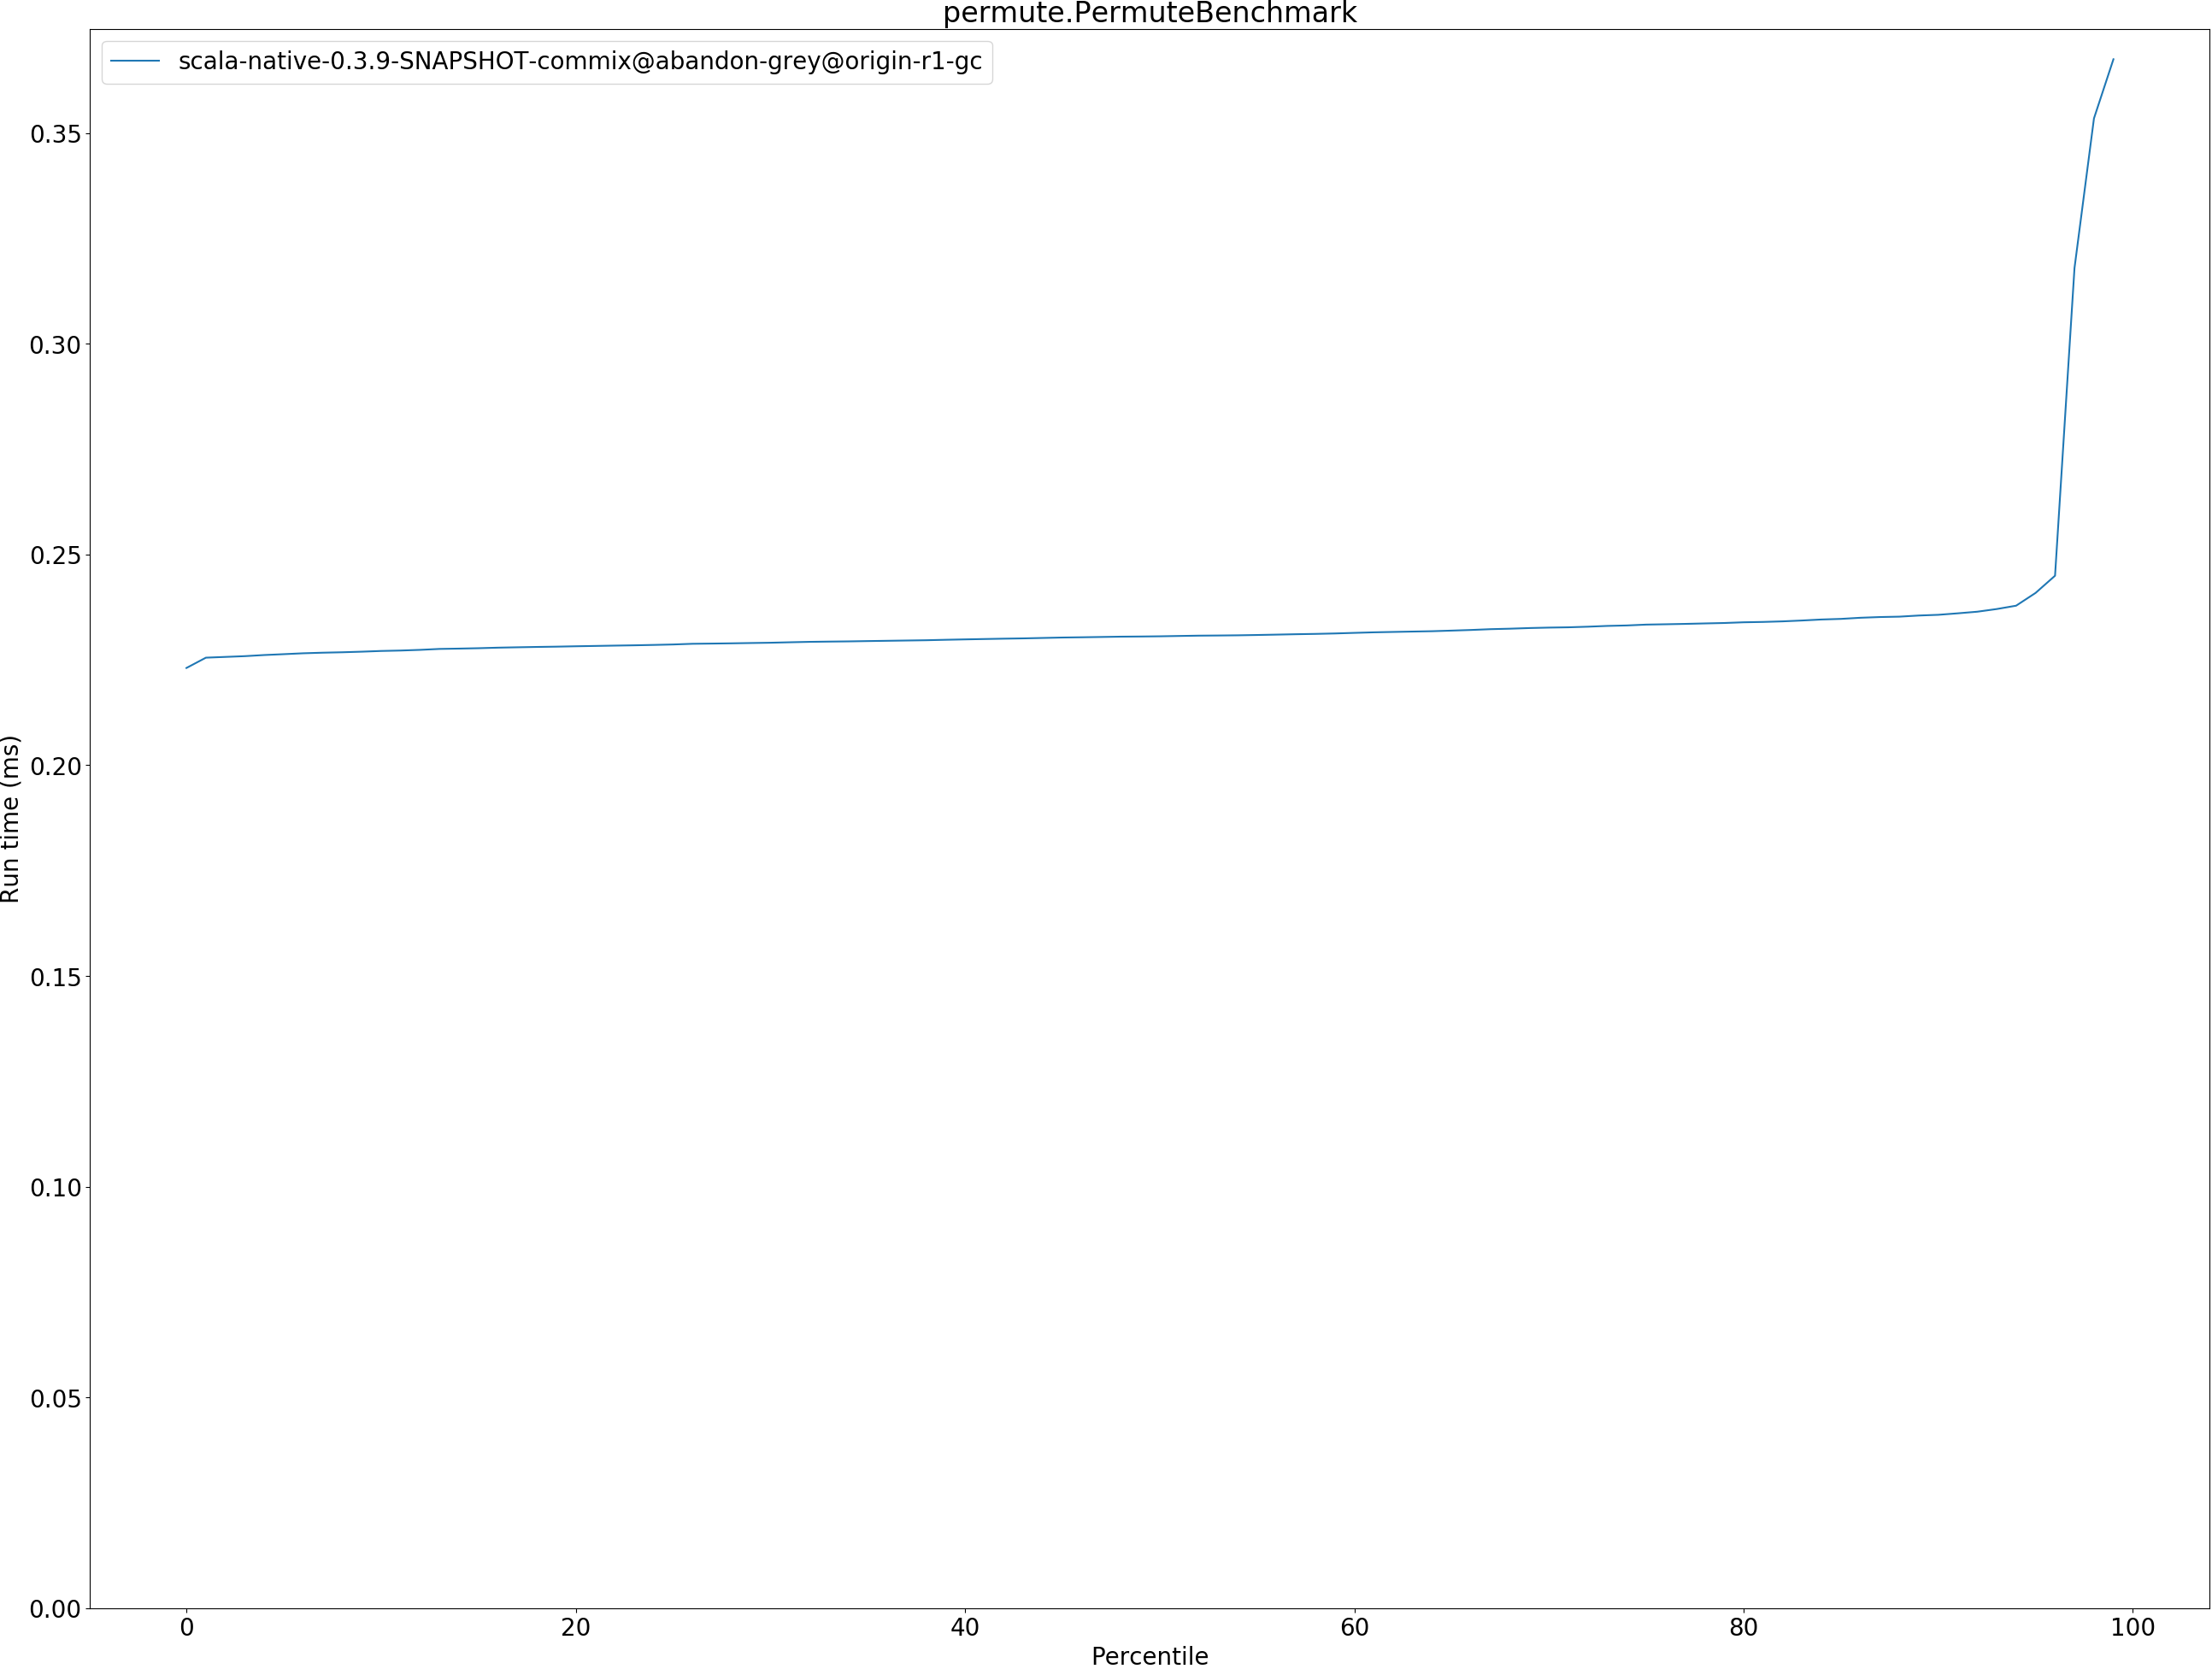 permute.PermuteBenchmark
scala-native-0.3.9-SNAPSHOT-commix@abandon-grey@origin-r1-gc
0.35
0.30
0.25
0.20
0.15
0.10
0.05
0.00
Run time (ms)
0 20 40 60 80 100
Percentile